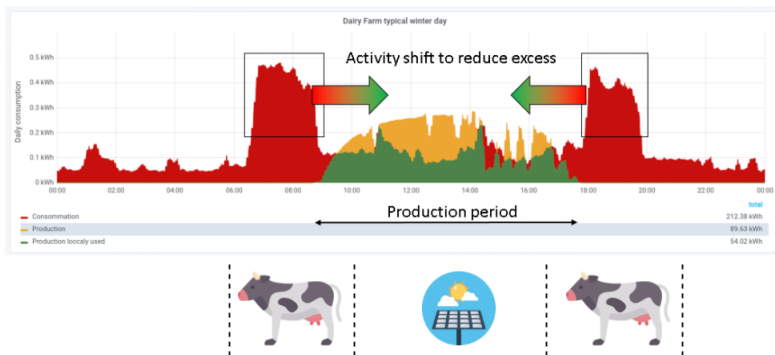 Dairy Farm typical winter day
Activity shift to reduce excess
Daily consumption
0.5 kWh
0.4 kWh
0.3 kWh
0.2 kWh
0.1 kWh
0 kWh
00:00 02:00 04:00 06:00 08:00 10:00 12:00 14:00 16:00 18:00 20:00 22:00 00:00
Production period
total
Consommation 212.38 kWh
Production 89.63 kWh
Production loccaly used 54.02 kWh